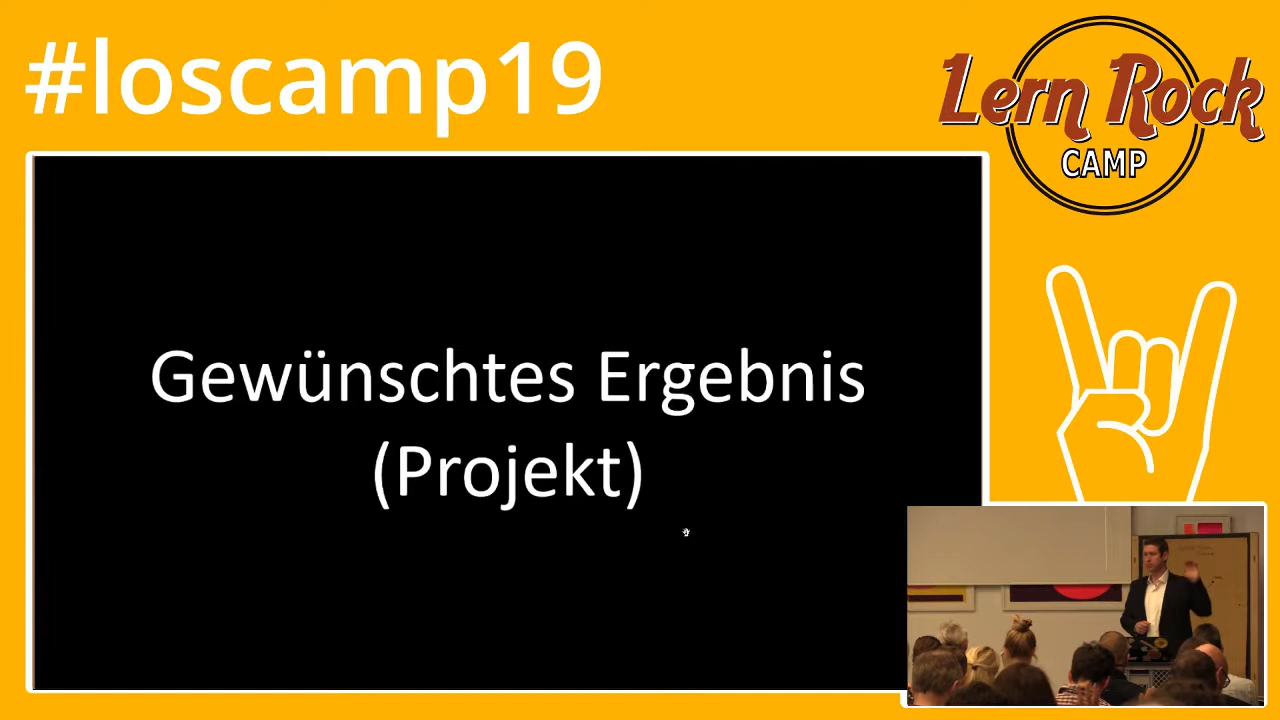 #loscamp19
Lern Rock
CAMP
Gewünschtes Ergebnis
(Projekt)